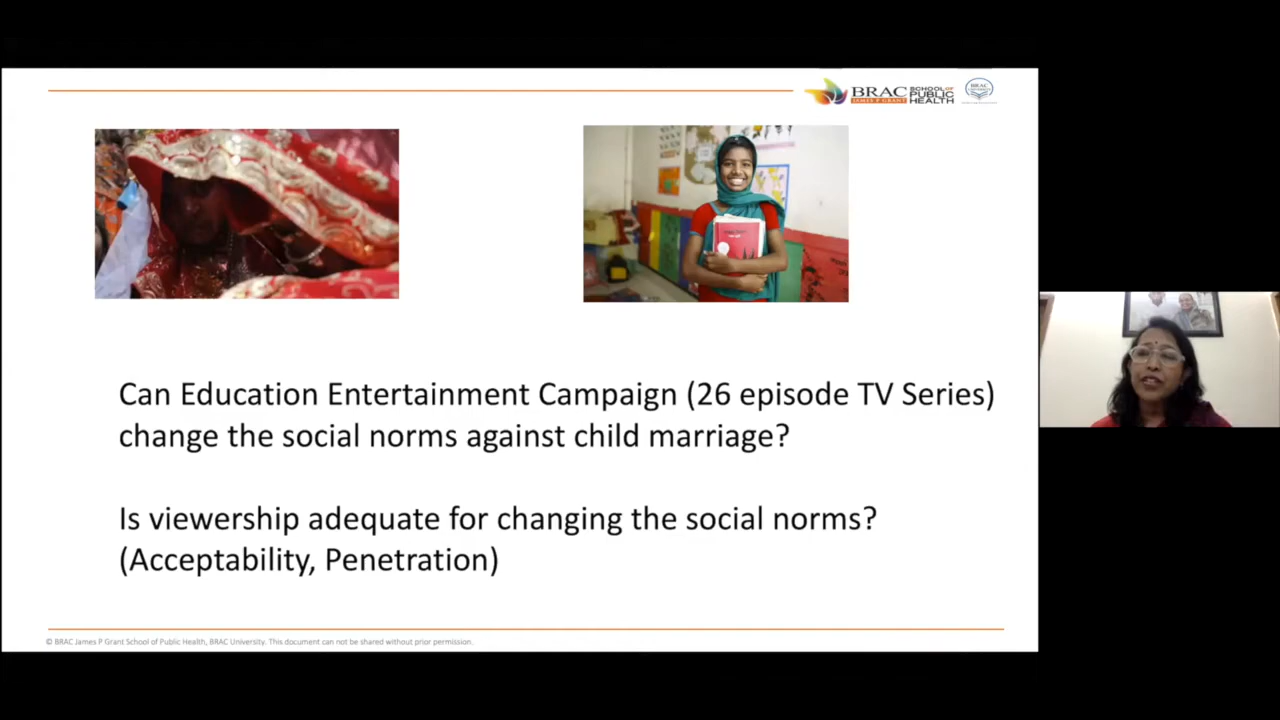 BRAC
JAMES P GRANT
SCHOOL OF
PUBLIC
HEALTH
BRAC
UNIVERSITY
Can Education Entertainment Campaign (26 episode TV Series)
change the social norms against child marriage?
Is viewership adequate for changing the social norms?
(Acceptability, Penetration)
© BRAC James P Grant School of Public Health, BRAC University. This document can not be shared without prior permission.